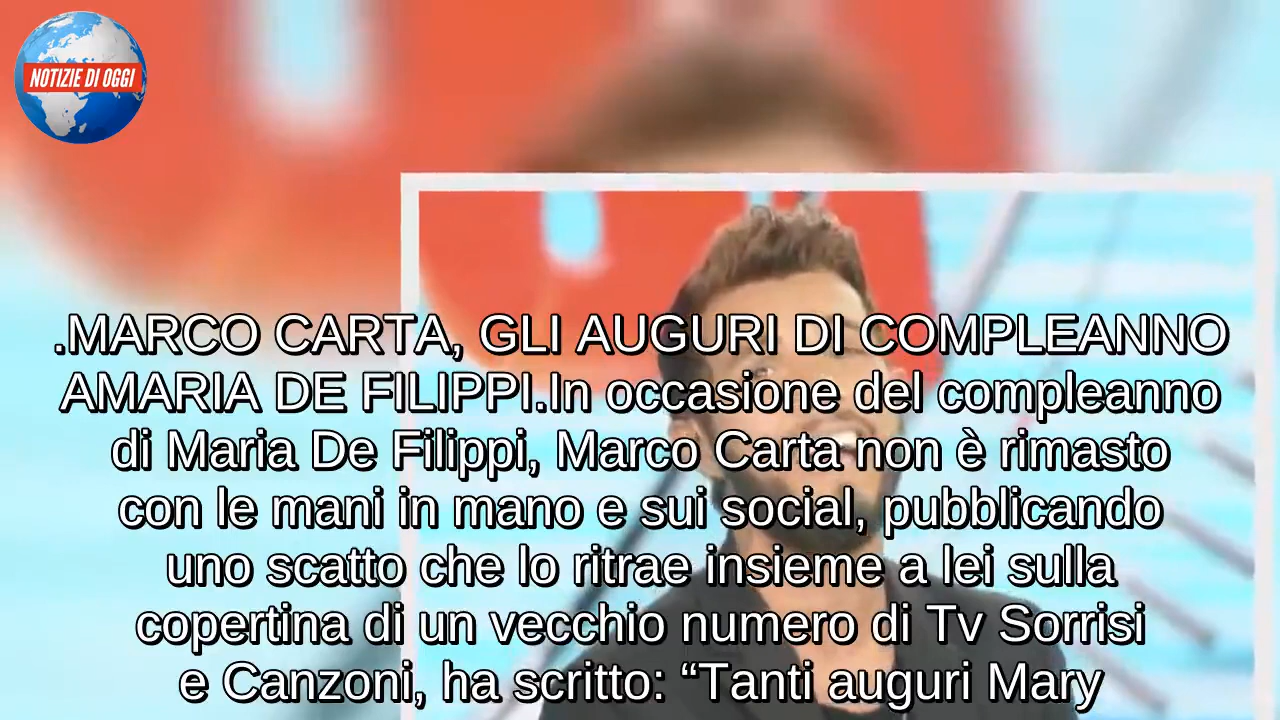 NOTIZIE DI OGGI
.MARCO CARTA, GLI AUGURI DI COMPLEANNO
AMARIA DE FILIPPI.In occasione del compleanno
di Maria De Filippi, Marco Carta non è rimasto
con le mani in mano e sui social, pubblicando
uno scatto che lo ritrae insieme a lei sulla
copertina di un vecchio numero di Tv Sorrisi
e Canzoni, ha scritto: “Tanti auguri Mary